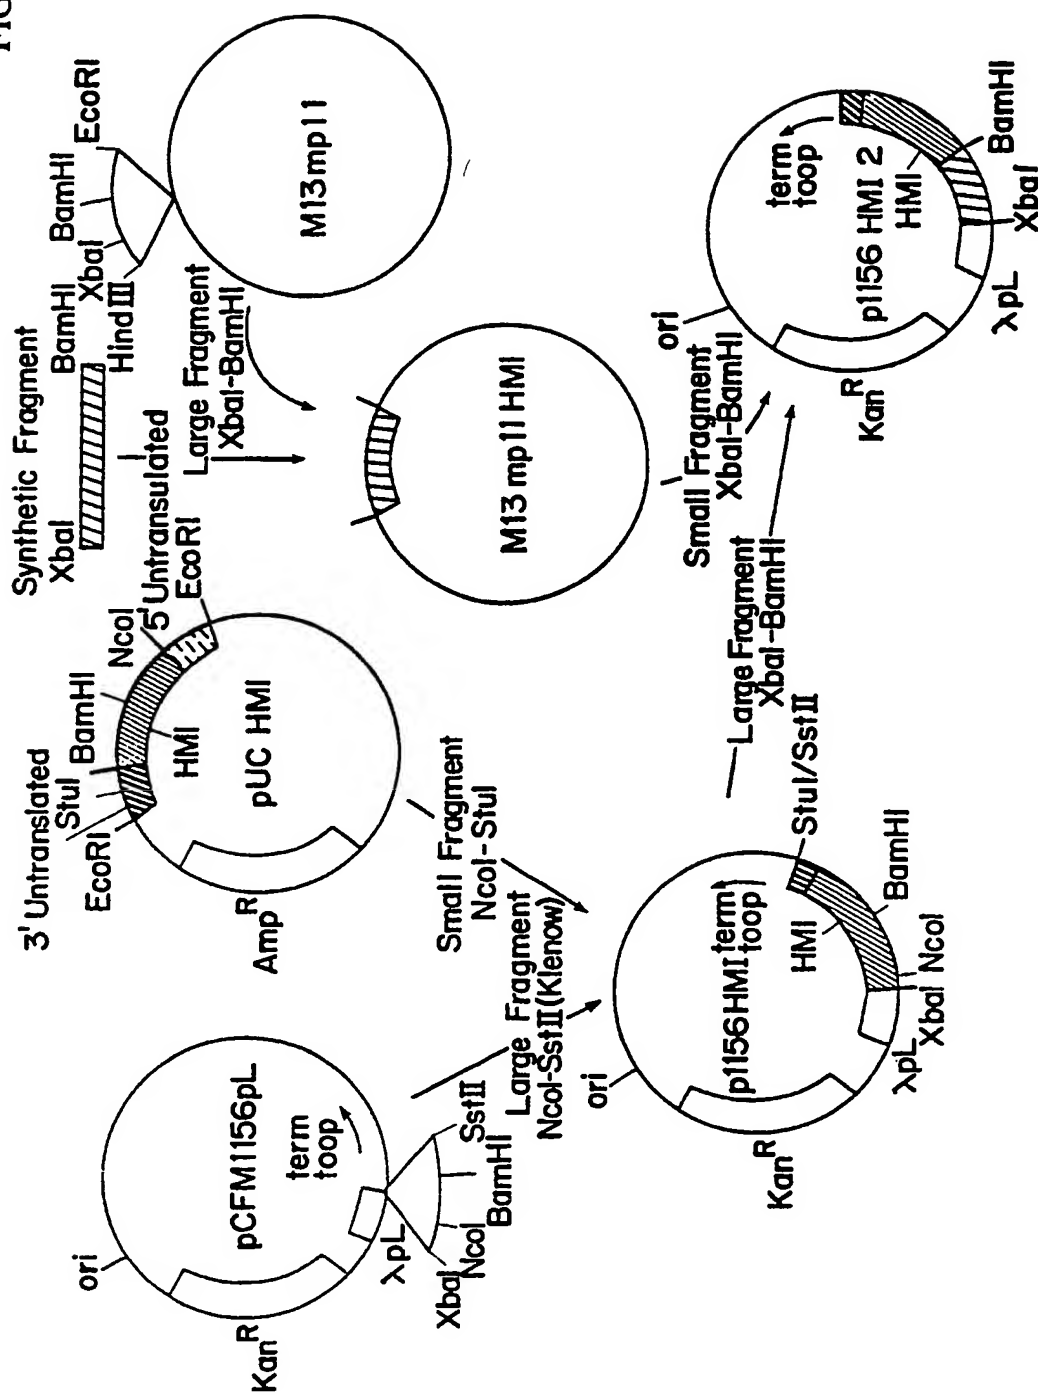 FIG
ori
Kan^R
pCFM1156pL
term
toop
λpL
XbaI
NcoI
BamHI
SstII
3' Untranslated
StuI
EcoRI
BamHI
NcoI
5' Untransulated
EcoRI
HMI
pUC HMI
Amp^R
Synthetic Fragment
XbaI
BamHI
XbaI
BamHI
EcoRI
HindIII
M13mp11
Large Fragment
XbaI-BamHI
M13 mp11 HMI
Small Fragment
NcoI-StuI
Large Fragment
NcoI-SstII(Klenow)
ori
Kan^R
p1156HMI
term
toop
StuI/SstII
HMI
BamHI
NcoI
XbaI
λpL
Large Fragment
XbaI-BamHI
Small Fragment
XbaI-BamHI
ori
Kan^R
term
toop
p1156 HMI 2
HMI
BamHI
XbaI
λpL